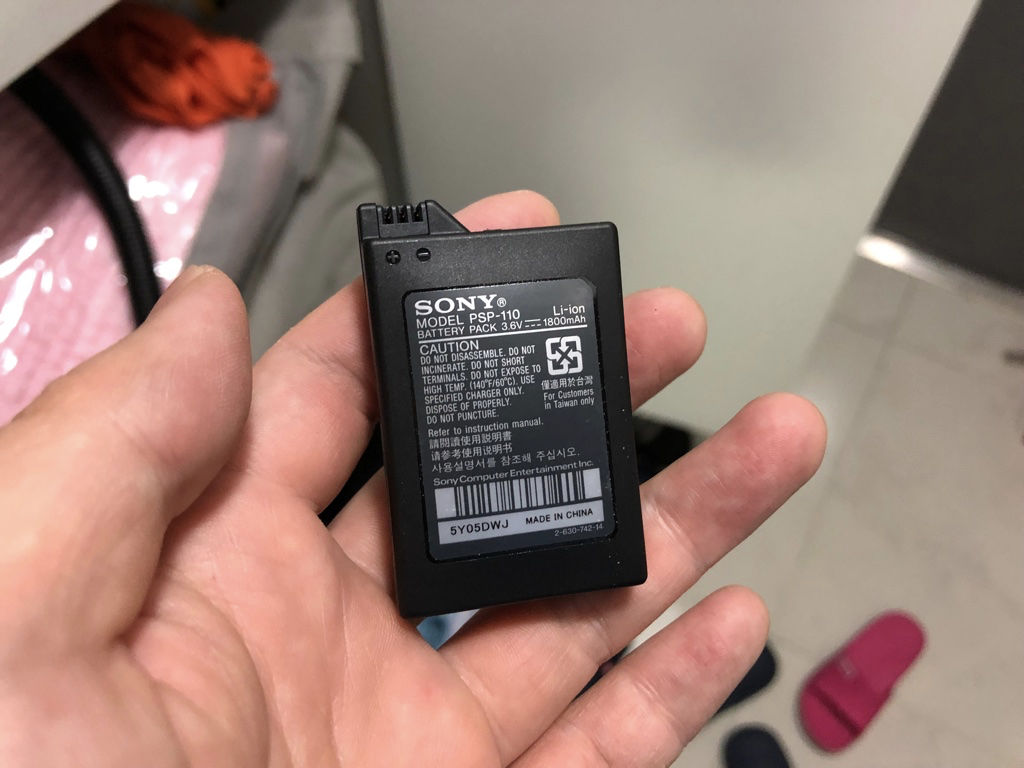 SONY®
MODEL PSP-110 Li-ion
BATTERY PACK 3.6V 1800mAh
CAUTION
DO NOT DISASSEMBLE. DO NOT
INCINERATE. DO NOT SHORT
TERMINALS. DO NOT EXPOSE TO
HIGH TEMP. (140°F/60°C). USE
SPECIFIED CHARGER ONLY.
DISPOSE OF PROPERLY.
DO NOT PUNCTURE.
僅適用於台灣
For Customers
in Taiwan only
Refer to instruction manual.
請閱讀使用説明書
请参考使用说明书
사용설명서를 참조해 주십시오.
Sony Computer Entertainment Inc.
5Y05DWJ MADE IN CHINA
2-630-742-14